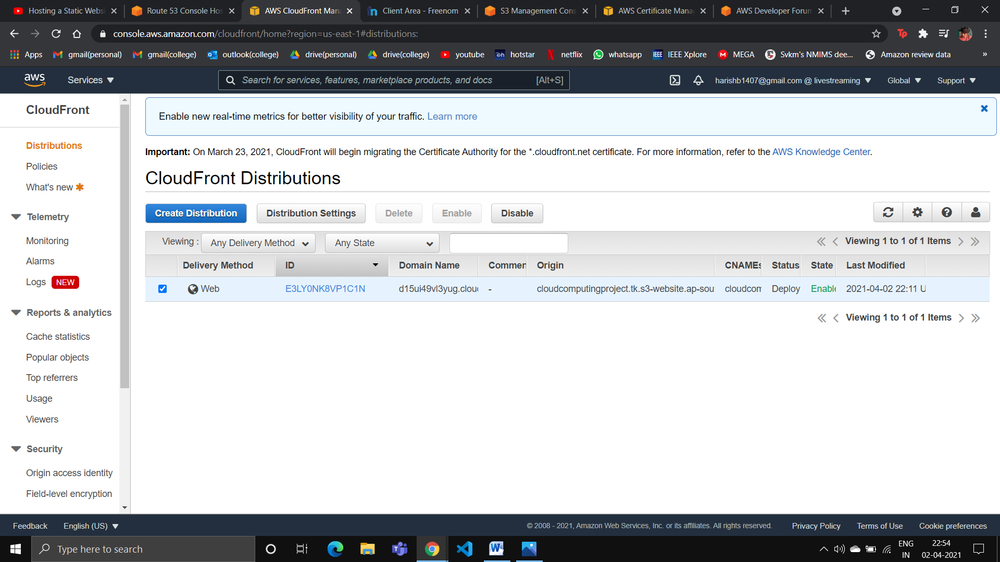 Hosting a Static Websi
Route 53 Console Hos
AWS CloudFront Man
Client Area - Freenom
S3 Management Cons
AWS Certificate Mana
AWS Developer Forum
console.aws.amazon.com/cloudfront/home?region=us-east-1#distributions:
Apps gmail(personal) gmail(college) outlook(college) drive(personal) drive(college) youtube hotstar netflix whatsapp IEEE Xplore MEGA Svkm's NMIMS dee... Amazon review data »
aws Services Search for services, features, marketplace products, and docs [Alt+S] harishb1407@gmail.com @ livestreaming Global Support
CloudFront
Distributions
Policies
What's new
Telemetry
Monitoring
Alarms
Logs NEW
Reports & analytics
Cache statistics
Popular objects
Top referrers
Usage
Viewers
Security
Origin access identity
Field-level encryption
Enable new real-time metrics for better visibility of your traffic. Learn more
Important: On March 23, 2021, CloudFront will begin migrating the Certificate Authority for the *.cloudfront.net certificate. For more information, refer to the AWS Knowledge Center.
CloudFront Distributions
Create Distribution Distribution Settings Delete Enable Disable
Viewing : Any Delivery Method Any State Viewing 1 to 1 of 1 Items
Delivery Method ID Domain Name Commen Origin CNAMEs Status State Last Modified
Web E3LY0NK8VP1C1N d15ui49vl3yug.clou - cloudcomputingproject.tk.s3-website.ap-sou cloudcom Deploy Enable 2021-04-02 22:11 U
Viewing 1 to 1 of 1 Items
Feedback English (US) © 2008 - 2021, Amazon Web Services, Inc. or its affiliates. All rights reserved. Privacy Policy Terms of Use Cookie preferences
Type here to search
ENG
IN
22:54
02-04-2021